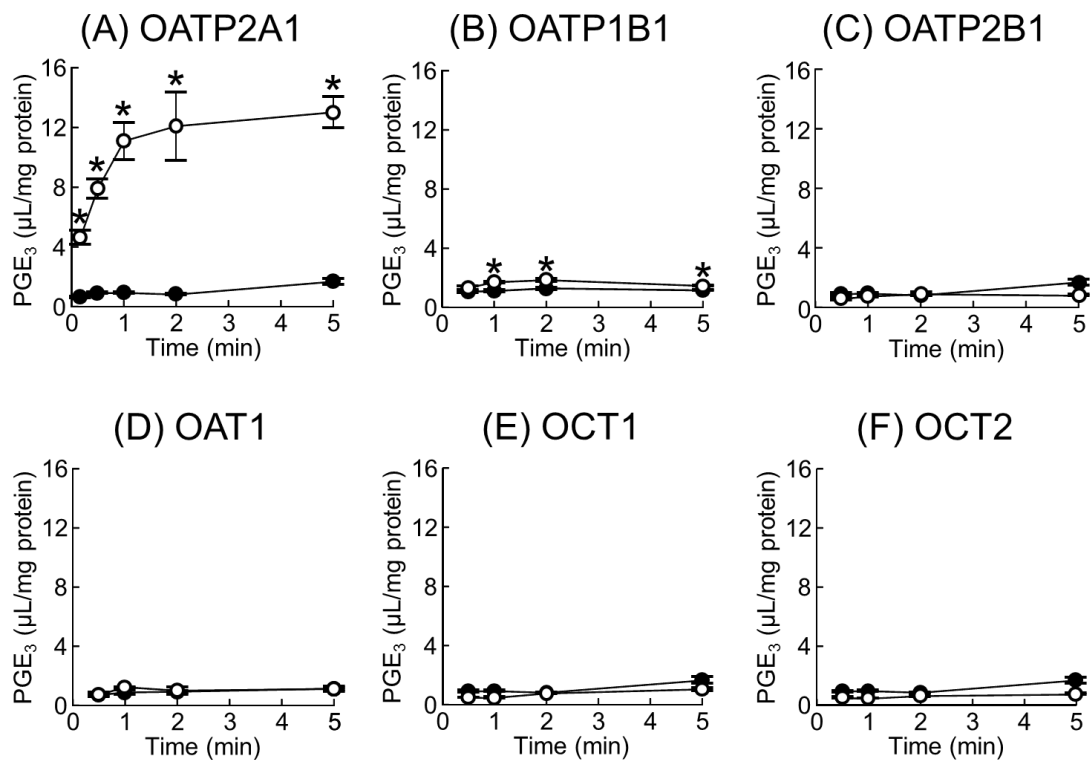 (A) OATP2A1
(B) OATP1B1
(C) OATP2B1
PGE₃ (µL/mg protein)
16
12
8
4
0
*
*
*
*
*
0 1 2 3 4 5
Time (min)
PGE₃ (µL/mg protein)
16
12
8
4
0
*
*
*
0 1 2 3 4 5
Time (min)
PGE₃ (µL/mg protein)
16
12
8
4
0
0 1 2 3 4 5
Time (min)
(D) OAT1
(E) OCT1
(F) OCT2
PGE₃ (µL/mg protein)
16
12
8
4
0
0 1 2 3 4 5
Time (min)
PGE₃ (µL/mg protein)
16
12
8
4
0
0 1 2 3 4 5
Time (min)
PGE₃ (µL/mg protein)
16
12
8
4
0
0 1 2 3 4 5
Time (min)